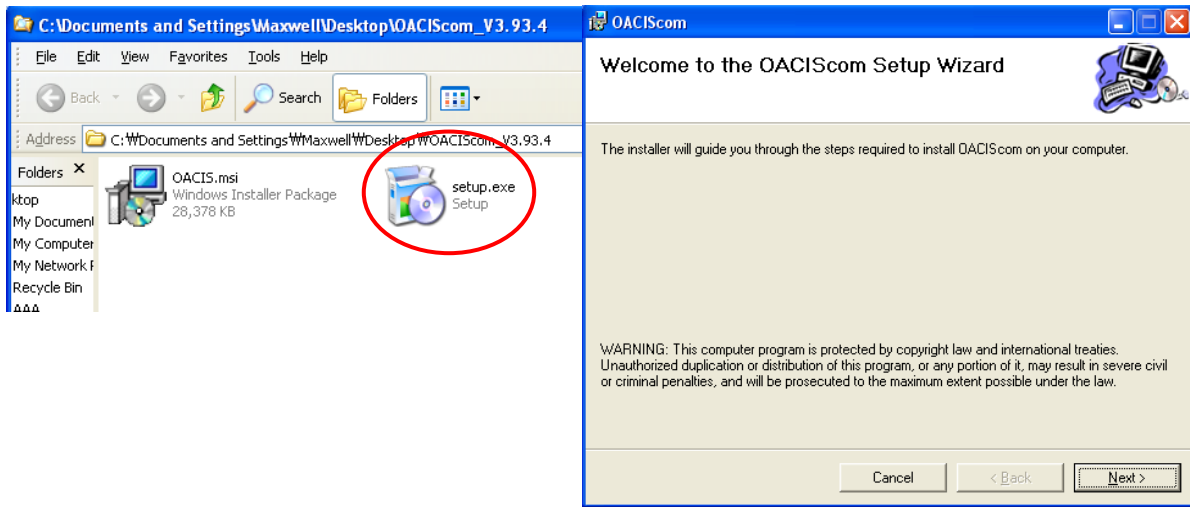 C:\Documents and Settings\Maxwell\Desktop\OACIScom_V3.93.4
File Edit View Favorites Tools Help
Back Search Folders
Address C:₩Documents and Settings₩Maxwell₩Desktop₩OACIScom_V3.93.4
Folders
ktop
My Document
My Computer
My Network
Recycle Bin
AAA
OACIS.msi
Windows Installer Package
28,378 KB
setup.exe
Setup
OACIScom
Welcome to the OACIScom Setup Wizard
The installer will guide you through the steps required to install OACIScom on your computer.
WARNING: This computer program is protected by copyright law and international treaties.
Unauthorized duplication or distribution of this program, or any portion of it, may result in severe civil
or criminal penalties, and will be prosecuted to the maximum extent possible under the law.
Cancel < Back Next >